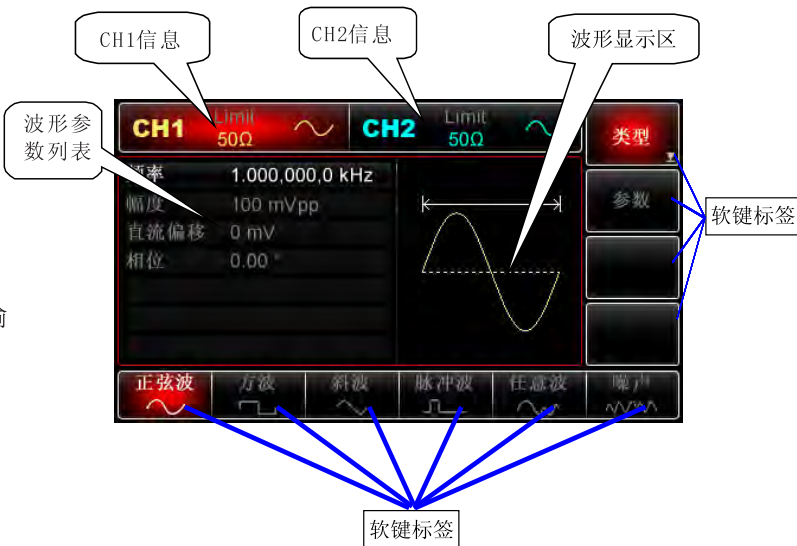 CH1信息
CH2信息
波形显示区
波形参
数列表
CH1
Limit
50Ω
CH2
Limit
50Ω
类型
频率 1.000,000,0 kHz
幅度 100 mVpp
直流偏移 0 mV
相位 0.00 °
参数
软键标签
正弦波
方波
斜波
脉冲波
任意波
噪声
软键标签